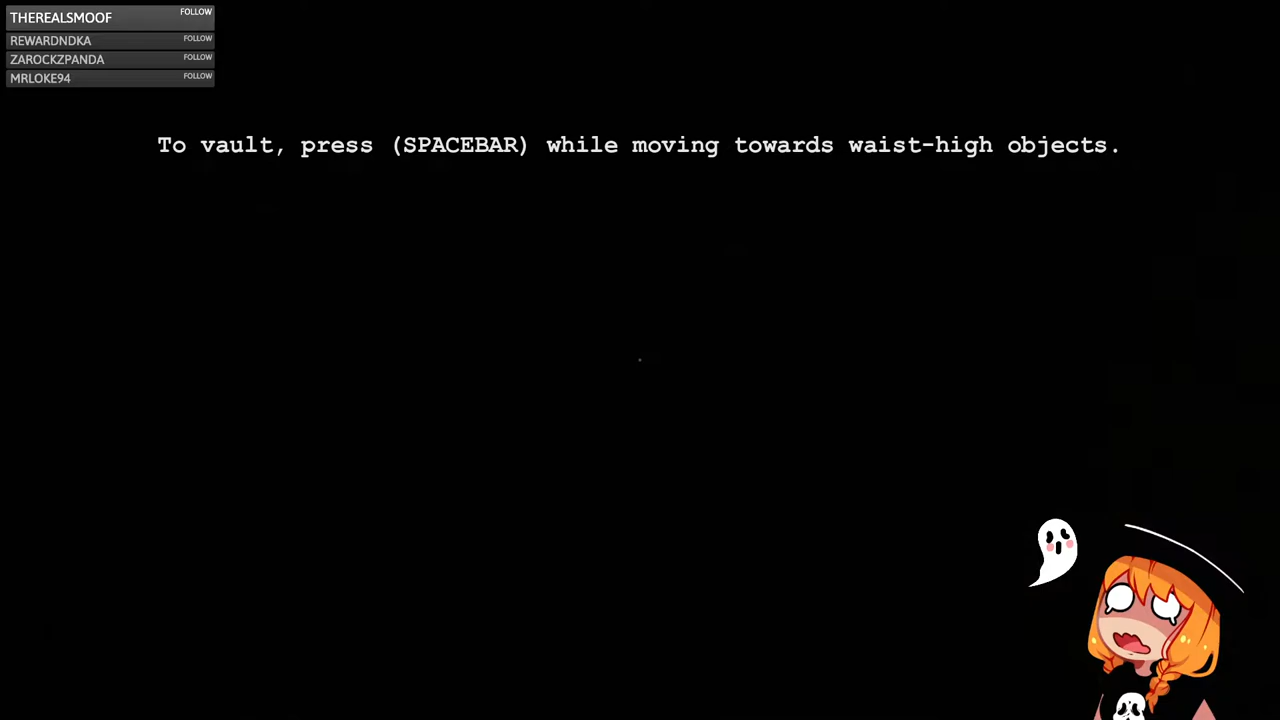 THEREALSMOOF FOLLOW
REWARDNDKA FOLLOW
ZAROCKZPANDA FOLLOW
MRLOKE94 FOLLOW
To vault, press (SPACEBAR) while moving towards waist-high objects.